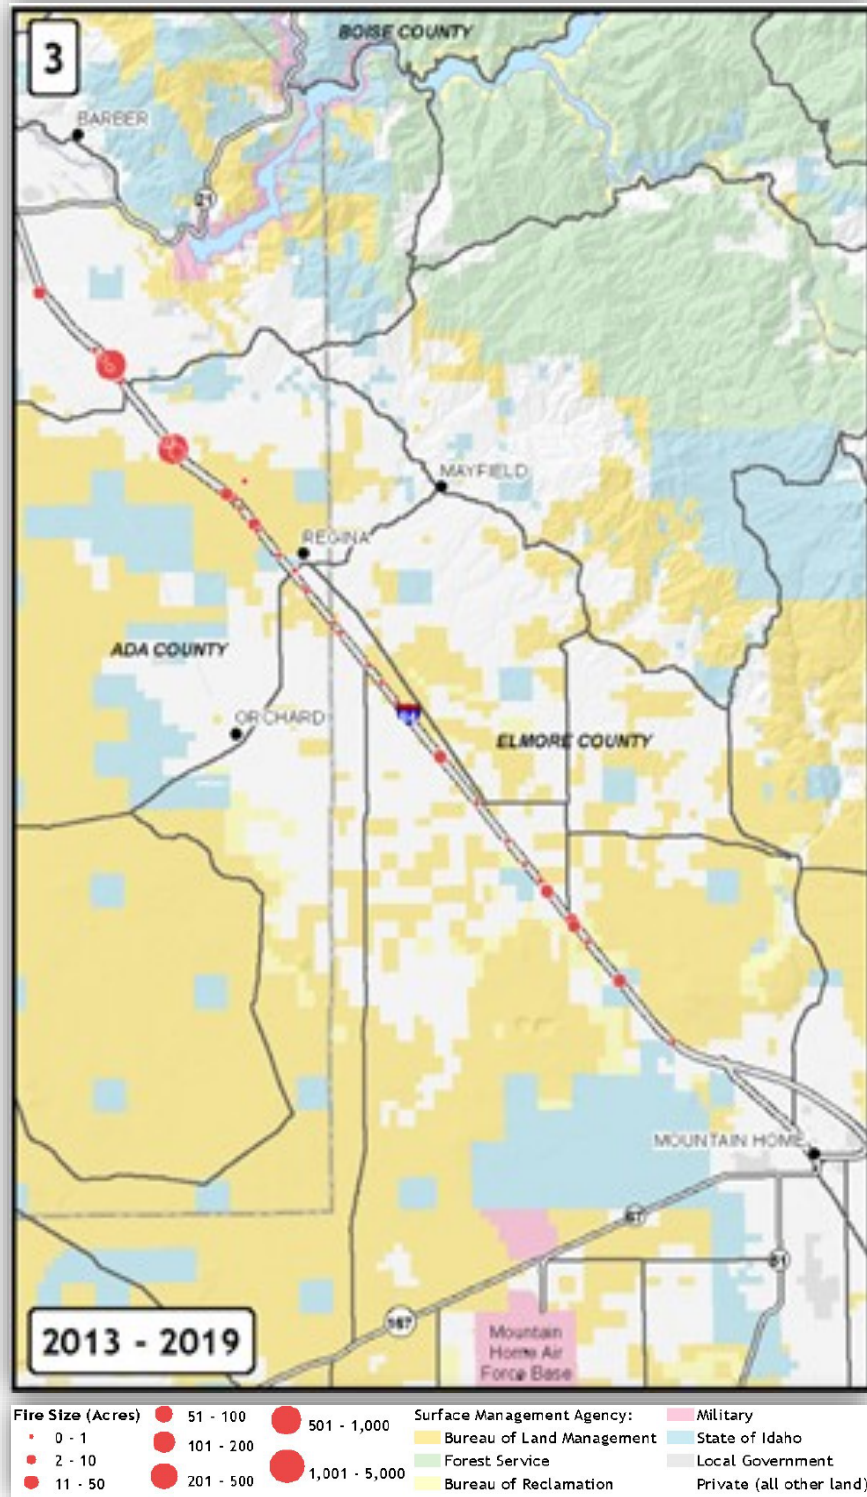 3
BOISE COUNTY
BARBER
21
MAYFIELD
REGINA
ADA COUNTY
84
ORCHARD
ELMORE COUNTY
MOUNTAIN HOME
67
51
167
Mountain
Home Air
Force Base
2013 - 2019
Fire Size (Acres)
0 - 1
2 - 10
11 - 50
51 - 100
101 - 200
201 - 500
501 - 1,000
1,001 - 5,000
Surface Management Agency:
Bureau of Land Management
Forest Service
Bureau of Reclamation
Military
State of Idaho
Local Government
Private (all other land)